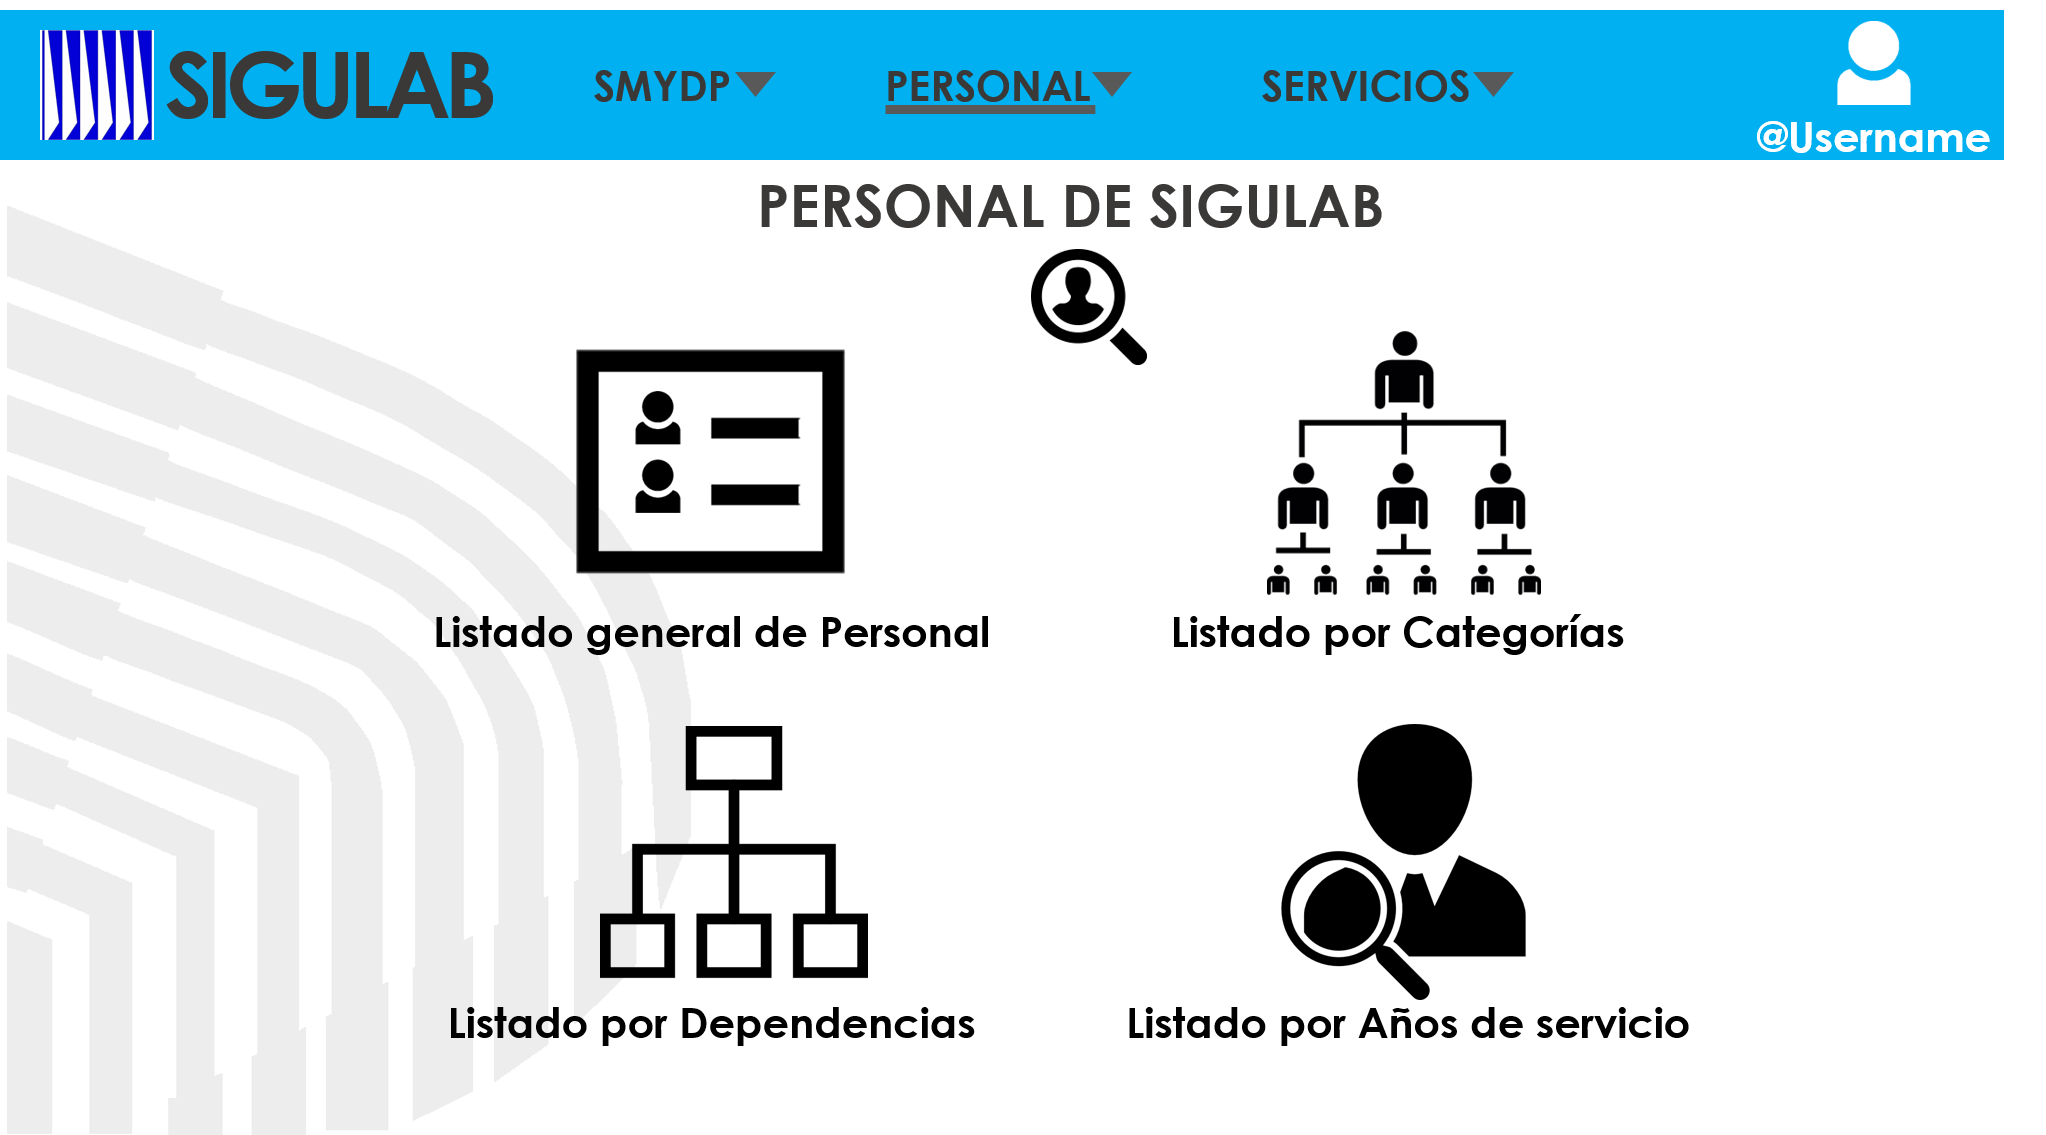 SIGULAB
SMYDP
PERSONAL
SERVICIOS
@Username
PERSONAL DE SIGULAB
Listado general de Personal
Listado por Categorías
Listado por Dependencias
Listado por Años de servicio